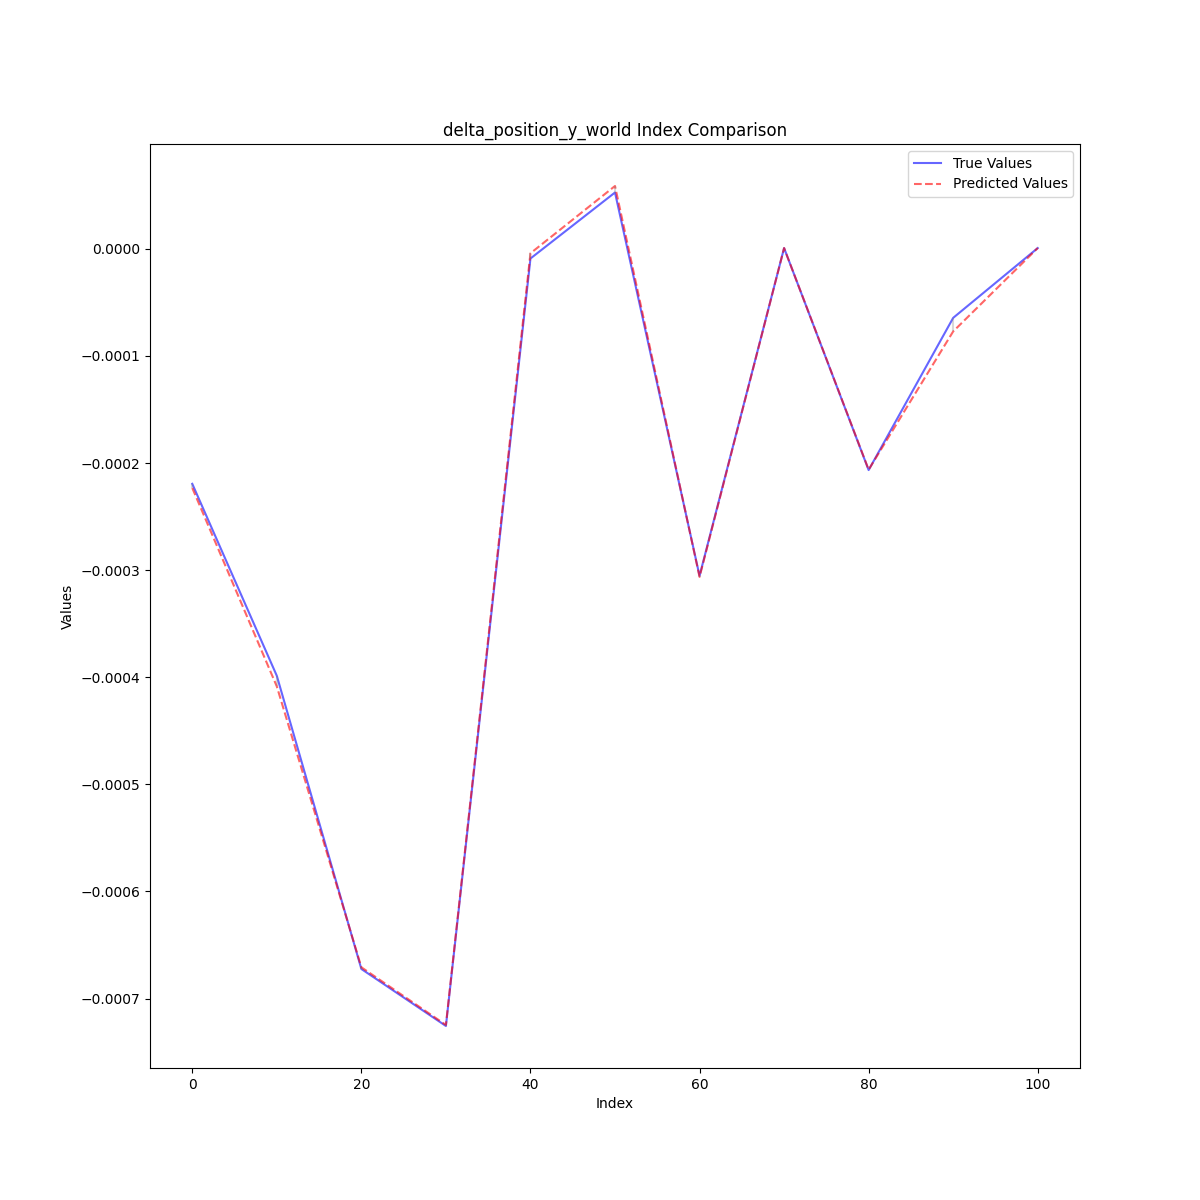 delta_position_y_world Index Comparison
True Values
Predicted Values
0.0000
−0.0001
−0.0002
−0.0003
−0.0004
−0.0005
−0.0006
−0.0007
Values
0 20 40 60 80 100
Index